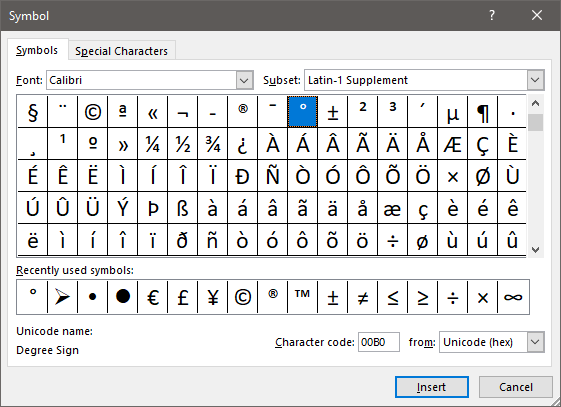 Symbol ? ×
Symbols Special Characters
Font: Calibri Subset: Latin-1 Supplement
§ ¨ © ª « ¬ - ® ¯ ° ± ² ³ ´ µ ¶ ·
¸ ¹ º » ¼ ½ ¾ ¿ À Á Â Ã Ä Å Æ Ç È
É Ê Ë Ì Í Î Ï Ð Ñ Ò Ó Ô Õ Ö × Ø Ù
Ú Û Ü Ý Þ ß à á â ã ä å æ ç è é ê
ë ì í î ï ð ñ ò ó ô õ ö ÷ ø ù ú û
Recently used symbols:
° ➢ • ● € £ ¥ © ® ™ ± ≠ ≤ ≥ ÷ × ∞
Unicode name:
Degree Sign
Character code: 00B0 from: Unicode (hex)
Insert Cancel